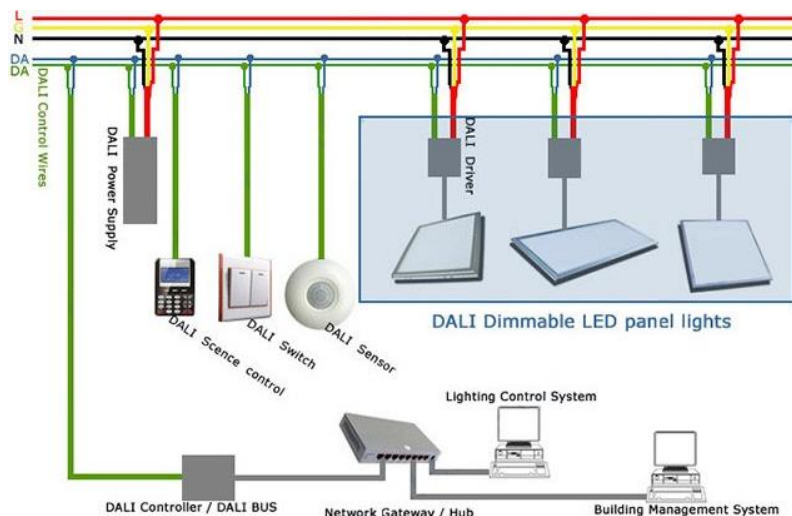 L
G
N
DA
DA
DALI Control Wires
DALI Power Supply
DALI Driver
DALI Scence control
DALI Switch
DALI Sensor
DALI Dimmable LED panel lights
Lighting Control System
DALI Controller / DALI BUS
Network Gateway / Hub
Building Management System